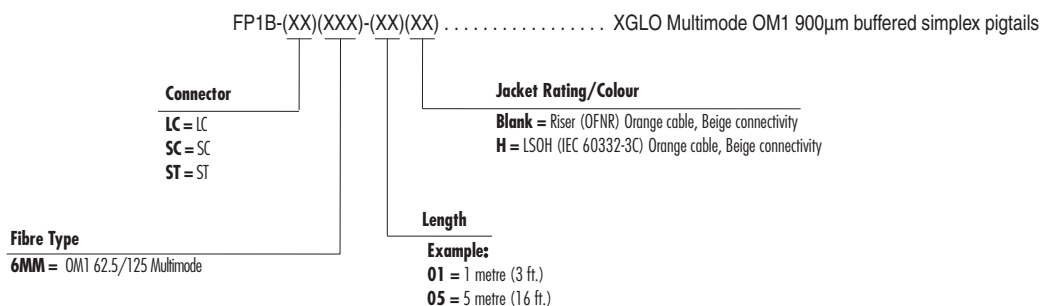 FP1B-(XX)(XXX)-(XX)(XX) . . . . . . . . . . . . . . . . . XGLO Multimode OM1 900µm buffered simplex pigtails
Connector
LC = LC
SC = SC
ST = ST
Jacket Rating/Colour
Blank = Riser (OFNR) Orange cable, Beige connectivity
H = LSOH (IEC 60332-3C) Orange cable, Beige connectivity
Fibre Type
6MM = OM1 62.5/125 Multimode
Length
Example:
01 = 1 metre (3 ft.)
05 = 5 metre (16 ft.)